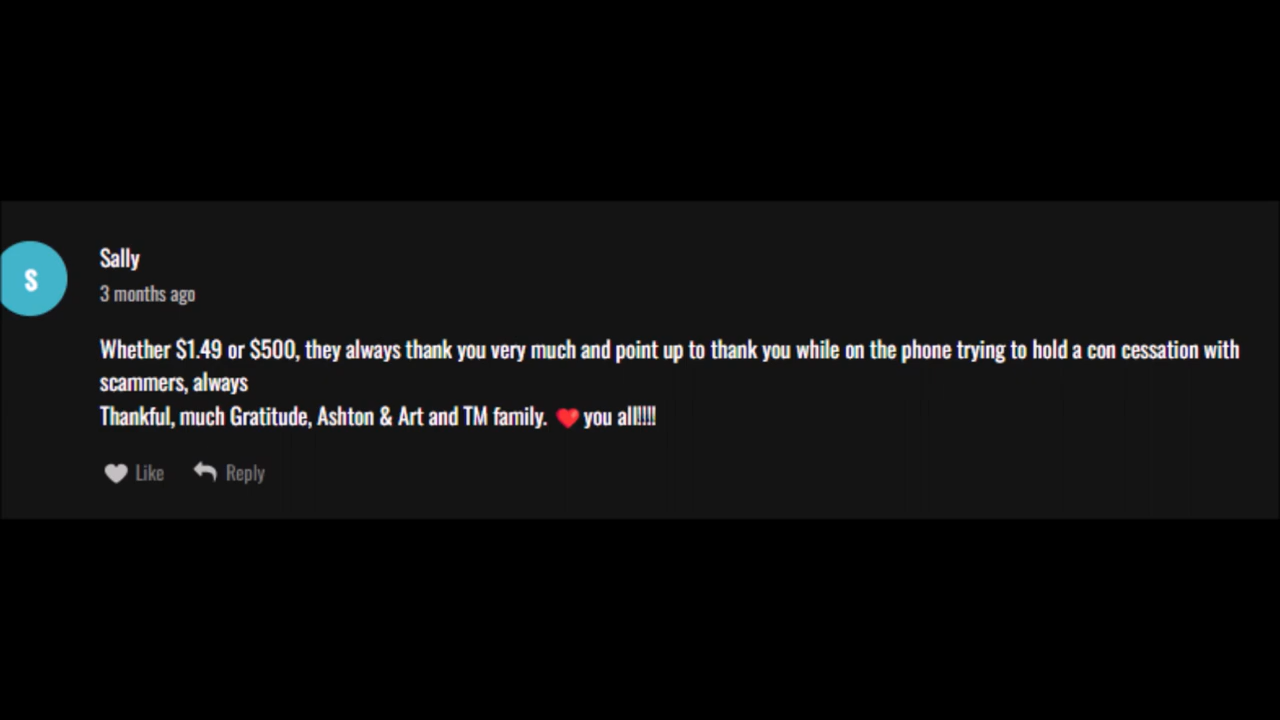 S
Sally
3 months ago
Whether $1.49 or $500, they always thank you very much and point up to thank you while on the phone trying to hold a con cessation with
scammers, always
Thankful, much Gratitude, Ashton & Art and TM family. ❤️ you all!!!!
Like Reply